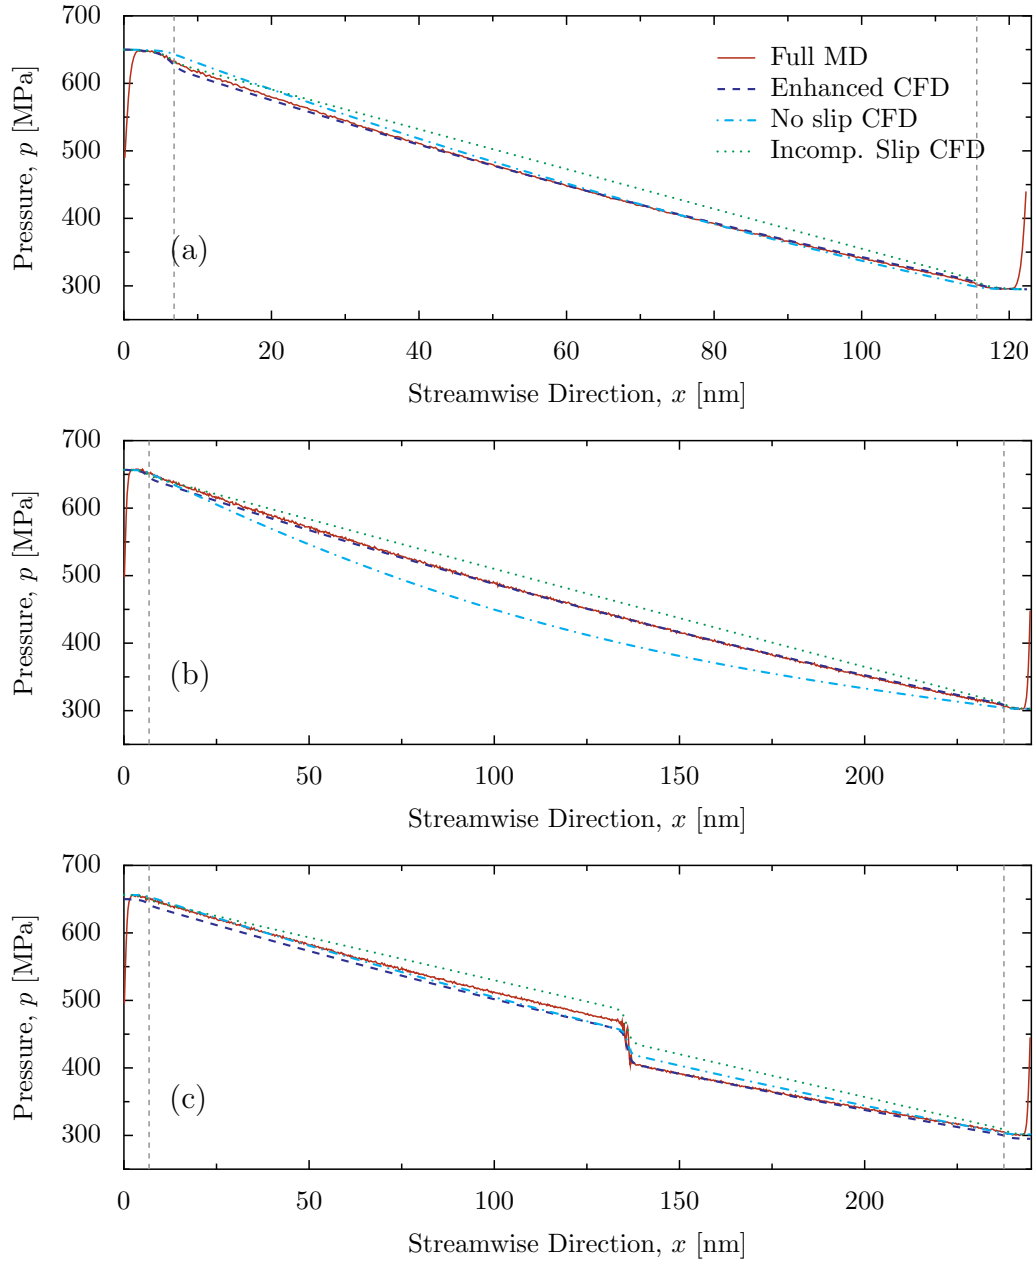 700
600
500
400
300
Pressure, p [MPa]
Full MD
Enhanced CFD
No slip CFD
Incomp. Slip CFD
(a)
0 20 40 60 80 100 120
Streamwise Direction, x [nm]
700
600
500
400
300
Pressure, p [MPa]
(b)
0 50 100 150 200
Streamwise Direction, x [nm]
700
600
500
400
300
Pressure, p [MPa]
(c)
0 50 100 150 200
Streamwise Direction, x [nm]